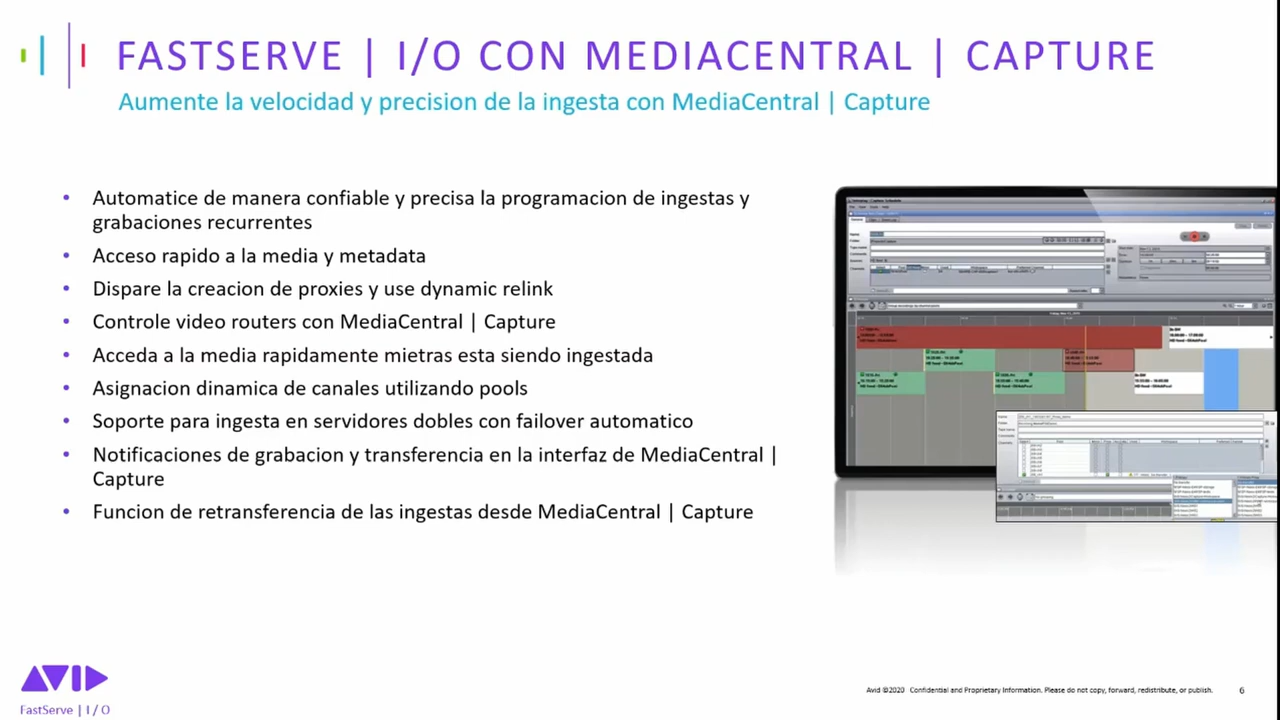 FASTSERVE | I/O CON MEDIACENTRAL | CAPTURE
Aumente la velocidad y precision de la ingesta con MediaCentral | Capture
• Automatice de manera confiable y precisa la programacion de ingestas y
grabaciones recurrentes
• Acceso rapido a la media y metadata
• Dispare la creacion de proxies y use dynamic relink
• Controle video routers con MediaCentral | Capture
• Acceda a la media rapidamente mietras esta siendo ingestada
• Asignacion dinamica de canales utilizando pools
• Soporte para ingesta en servidores dobles con failover automatico
• Notificaciones de grabacion y transferencia en la interfaz de MediaCentral |
Capture
• Funcion de retransferencia de las ingestas desde MediaCentral | Capture
AVID
FastServe | I / O
Avid ©2020 Confidential and Proprietary Information. Please do not copy, forward, redistribute, or publish.
6